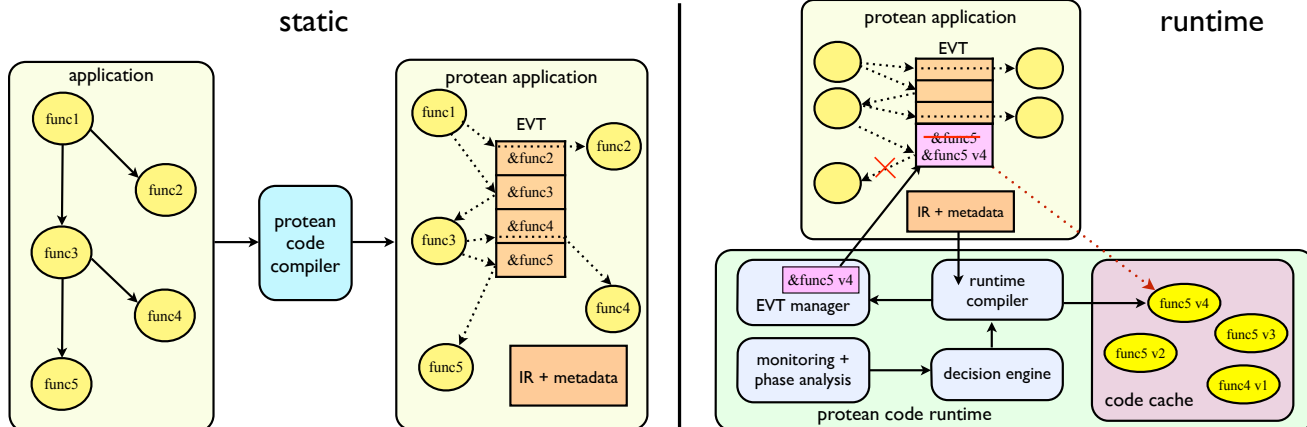 static
application
func1
func2
func3
func4
func5
protean
code
compiler
protean application
func1
EVT
&func2
func2
&func3
func3
&func4
&func5
func4
func5
IR + metadata
runtime
protean application
EVT
&func5
&func5 v4
IR + metadata
&func5 v4
EVT manager
runtime
compiler
monitoring +
phase analysis
decision engine
protean code runtime
func5 v4
func5 v3
func5 v2
func4 v1
code cache